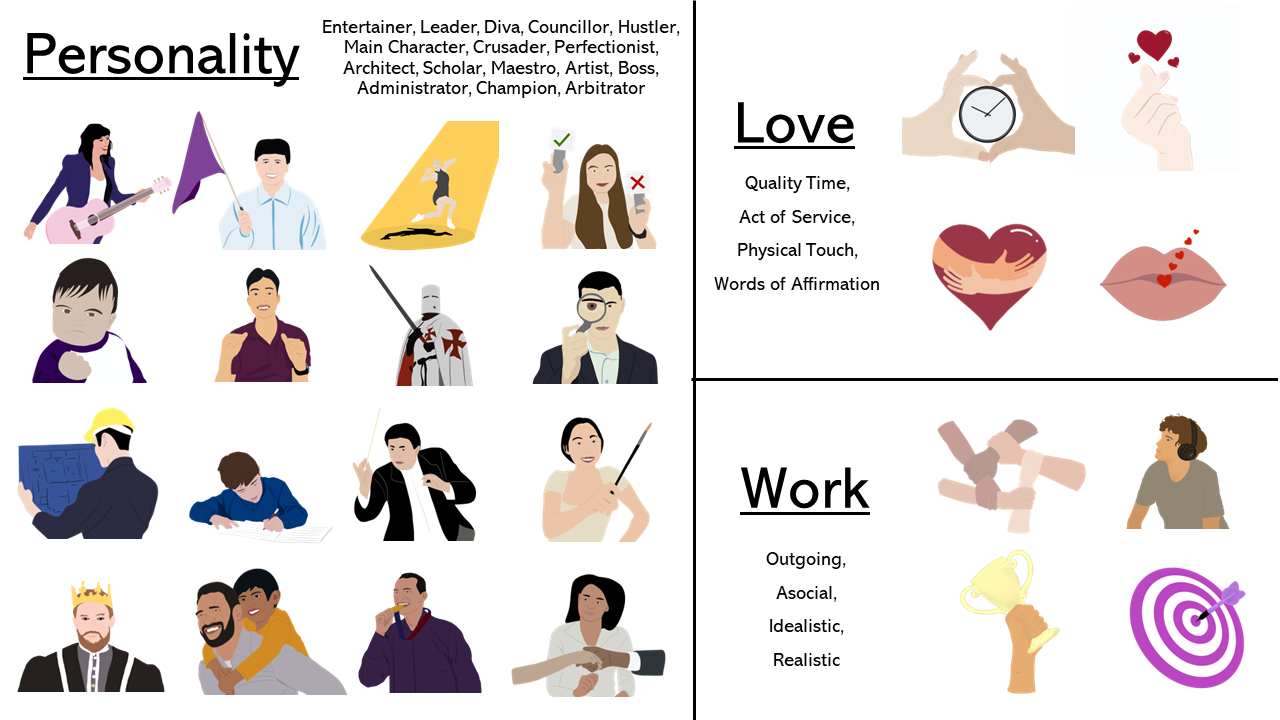 Personality
Entertainer, Leader, Diva, Councillor, Hustler,
Main Character, Crusader, Perfectionist,
Architect, Scholar, Maestro, Artist, Boss,
Administrator, Champion, Arbitrator
Love
Quality Time,
Act of Service,
Physical Touch,
Words of Affirmation
Work
Outgoing,
Asocial,
Idealistic,
Realistic